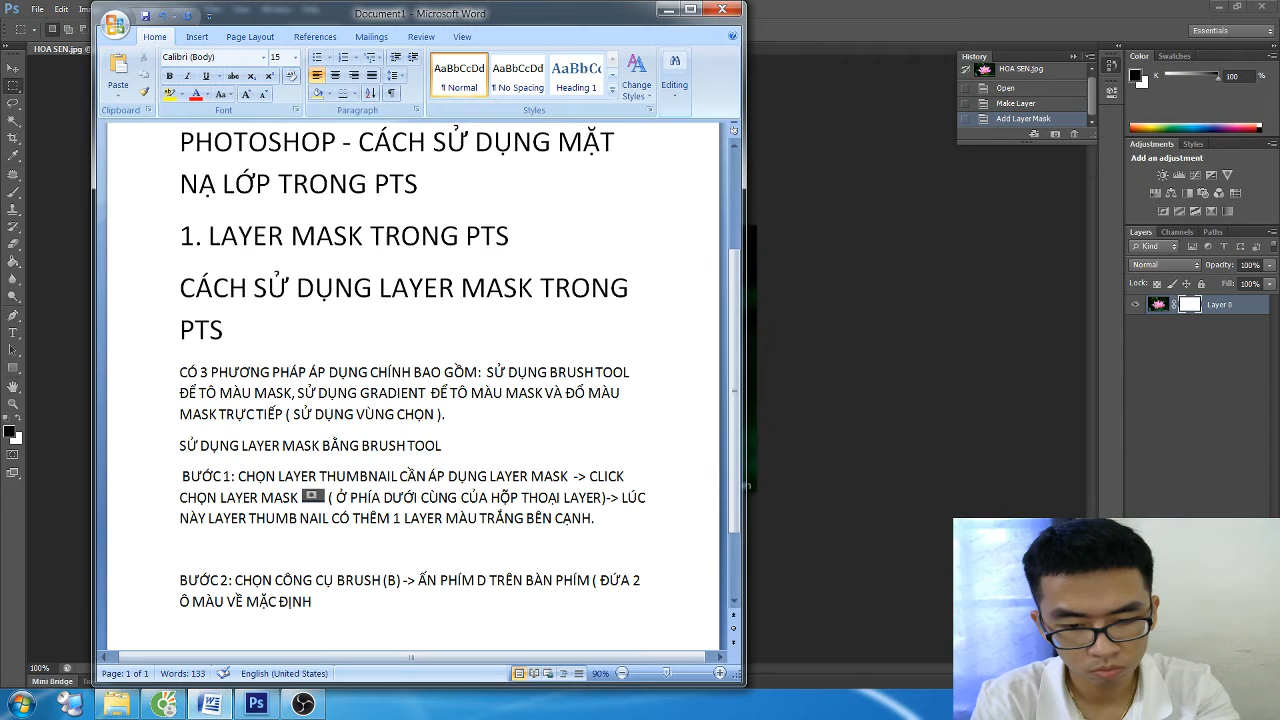 Ps File Edit
Document1 - Microsoft Word
HOA SEN.jpg @
Essentials
Home Insert Page Layout References Mailings Review View
Calibri (Body) 15
Paste
Clipboard Font Paragraph Styles
AaBbCcDd AaBbCcDd AaBbCc
¶ Normal ¶ No Spacing Heading 1
Change Styles
Editing
PHOTOSHOP - CÁCH SỬ DỤNG MẶT
NẠ LỚP TRONG PTS
1. LAYER MASK TRONG PTS
CÁCH SỬ DỤNG LAYER MASK TRONG
PTS
CÓ 3 PHƯƠNG PHÁP ÁP DỤNG CHÍNH BAO GỒM: SỬ DỤNG BRUSH TOOL
ĐỂ TÔ MÀU MASK, SỬ DỤNG GRADIENT ĐỂ TÔ MÀU MASK VÀ ĐỔ MÀU
MASK TRỰC TIẾP ( SỬ DỤNG VÙNG CHỌN ).
SỬ DỤNG LAYER MASK BẰNG BRUSH TOOL
BƯỚC 1: CHỌN LAYER THUMBNAIL CẦN ÁP DỤNG LAYER MASK -> CLICK
CHỌN LAYER MASK ( Ở PHÍA DƯỚI CÙNG CỦA HỘP THOẠI LAYER)-> LÚC
NÀY LAYER THUMB NAIL CÓ THÊM 1 LAYER MÀU TRẮNG BÊN CẠNH.
BƯỚC 2: CHỌN CÔNG CỤ BRUSH (B) -> ẤN PHÍM D TRÊN BÀN PHÍM ( ĐỨA 2
Ô MÀU VỀ MẶC ĐỊNH
Page: 1 of 1 Words: 133 English (United States) 90%
100%
Mini Bridge
History
HOA SEN.jpg
Open
Make Layer
Add Layer Mask
Color Swatches
K 100 %
Adjustments Styles
Add an adjustment
Layers Channels Paths
Kind
Normal Opacity: 100%
Lock: Fill: 100%
Layer 0